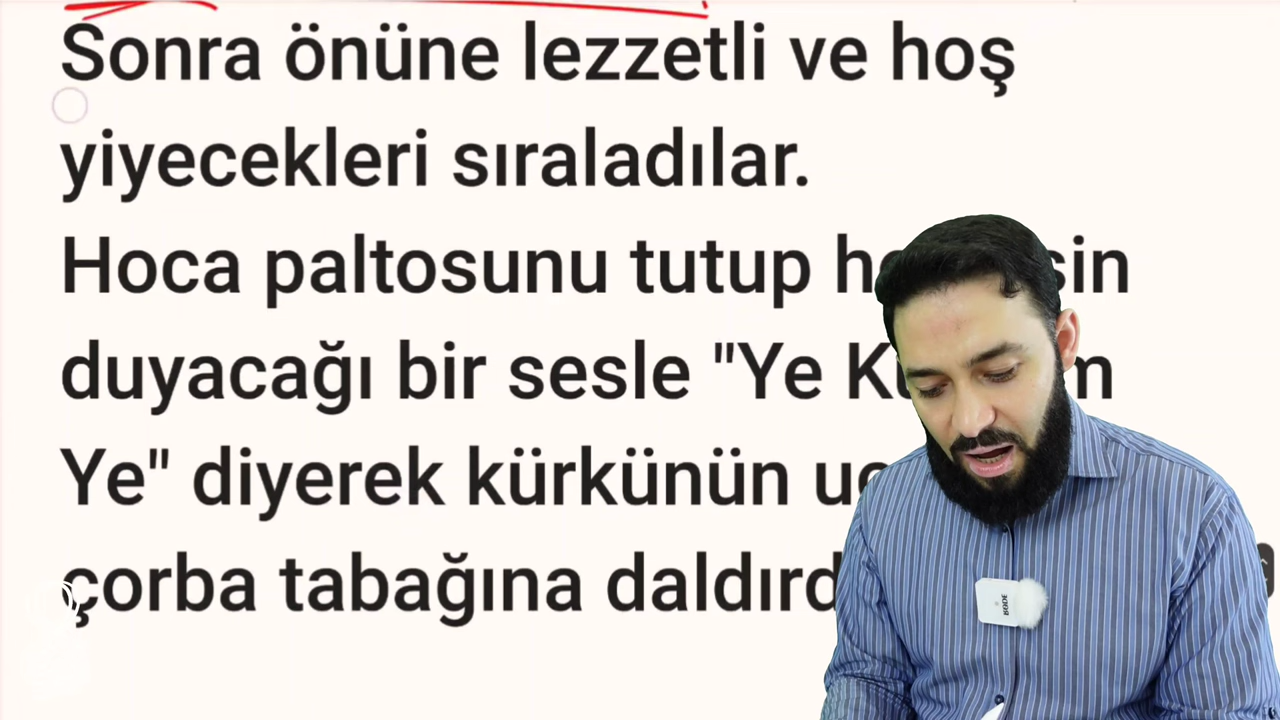 Sonra önüne lezzetli ve hoş
yiyecekleri sıraladılar.
Hoca paltosunu tutup
duyacağı bir sesle "Ye
Ye" diyerek kürkünün
çorba tabağına
RODE